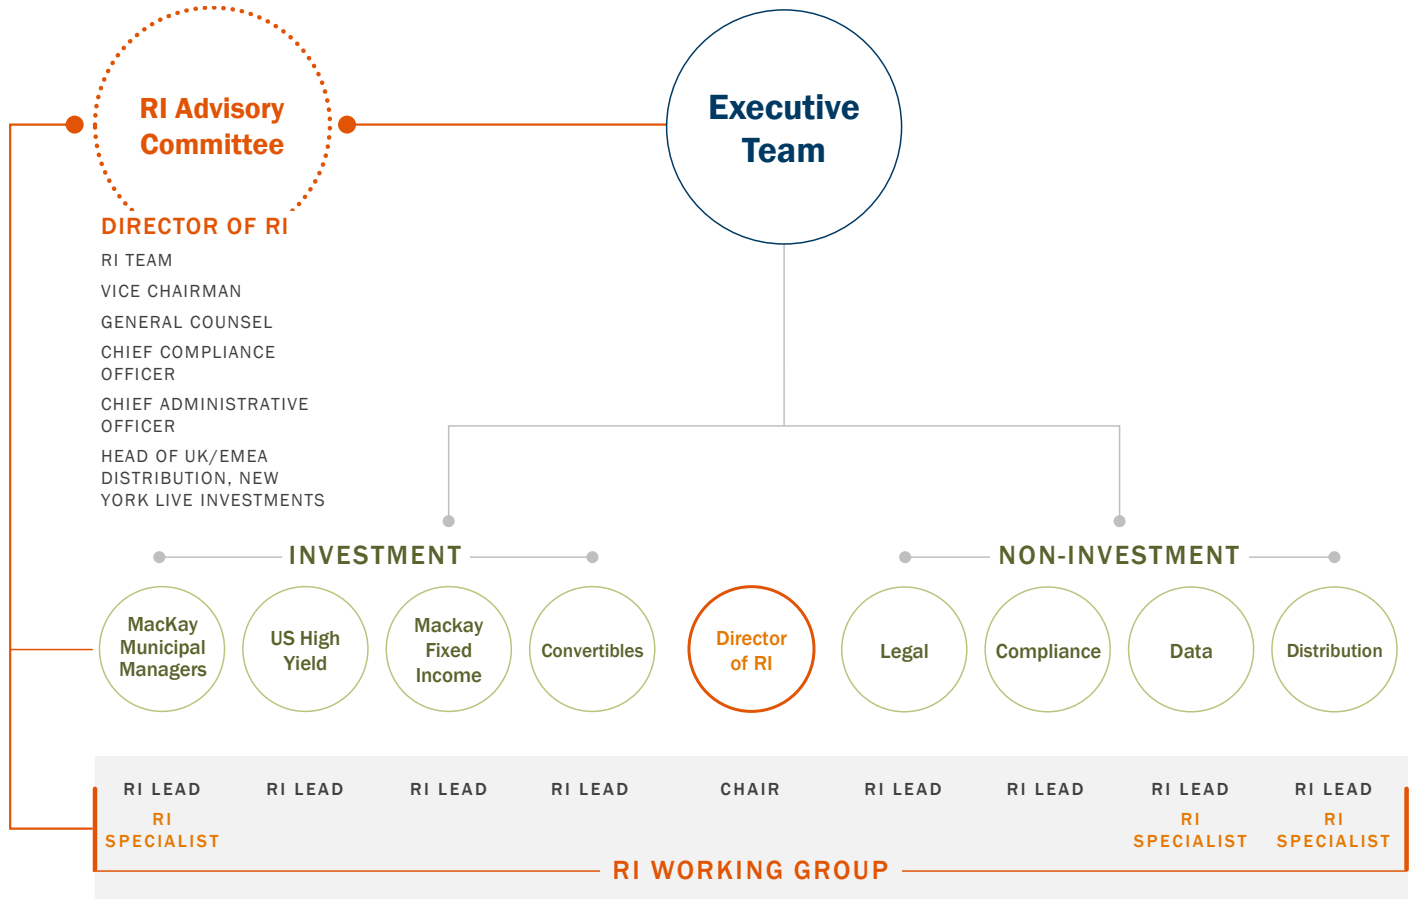 RI Advisory
Committee
Executive
Team
DIRECTOR OF RI
RI TEAM
VICE CHAIRMAN
GENERAL COUNSEL
CHIEF COMPLIANCE
OFFICER
CHIEF ADMINISTRATIVE
OFFICER
HEAD OF UK/EMEA
DISTRIBUTION, NEW
YORK LIVE INVESTMENTS
INVESTMENT
NON-INVESTMENT
MacKay
Municipal
Managers
US High
Yield
Mackay
Fixed
Income
Convertibles
Director
of RI
Legal
Compliance
Data
Distribution
RI LEAD
RI
SPECIALIST
RI LEAD
RI LEAD
RI LEAD
CHAIR
RI LEAD
RI LEAD
RI LEAD
RI
SPECIALIST
RI LEAD
RI
SPECIALIST
RI WORKING GROUP